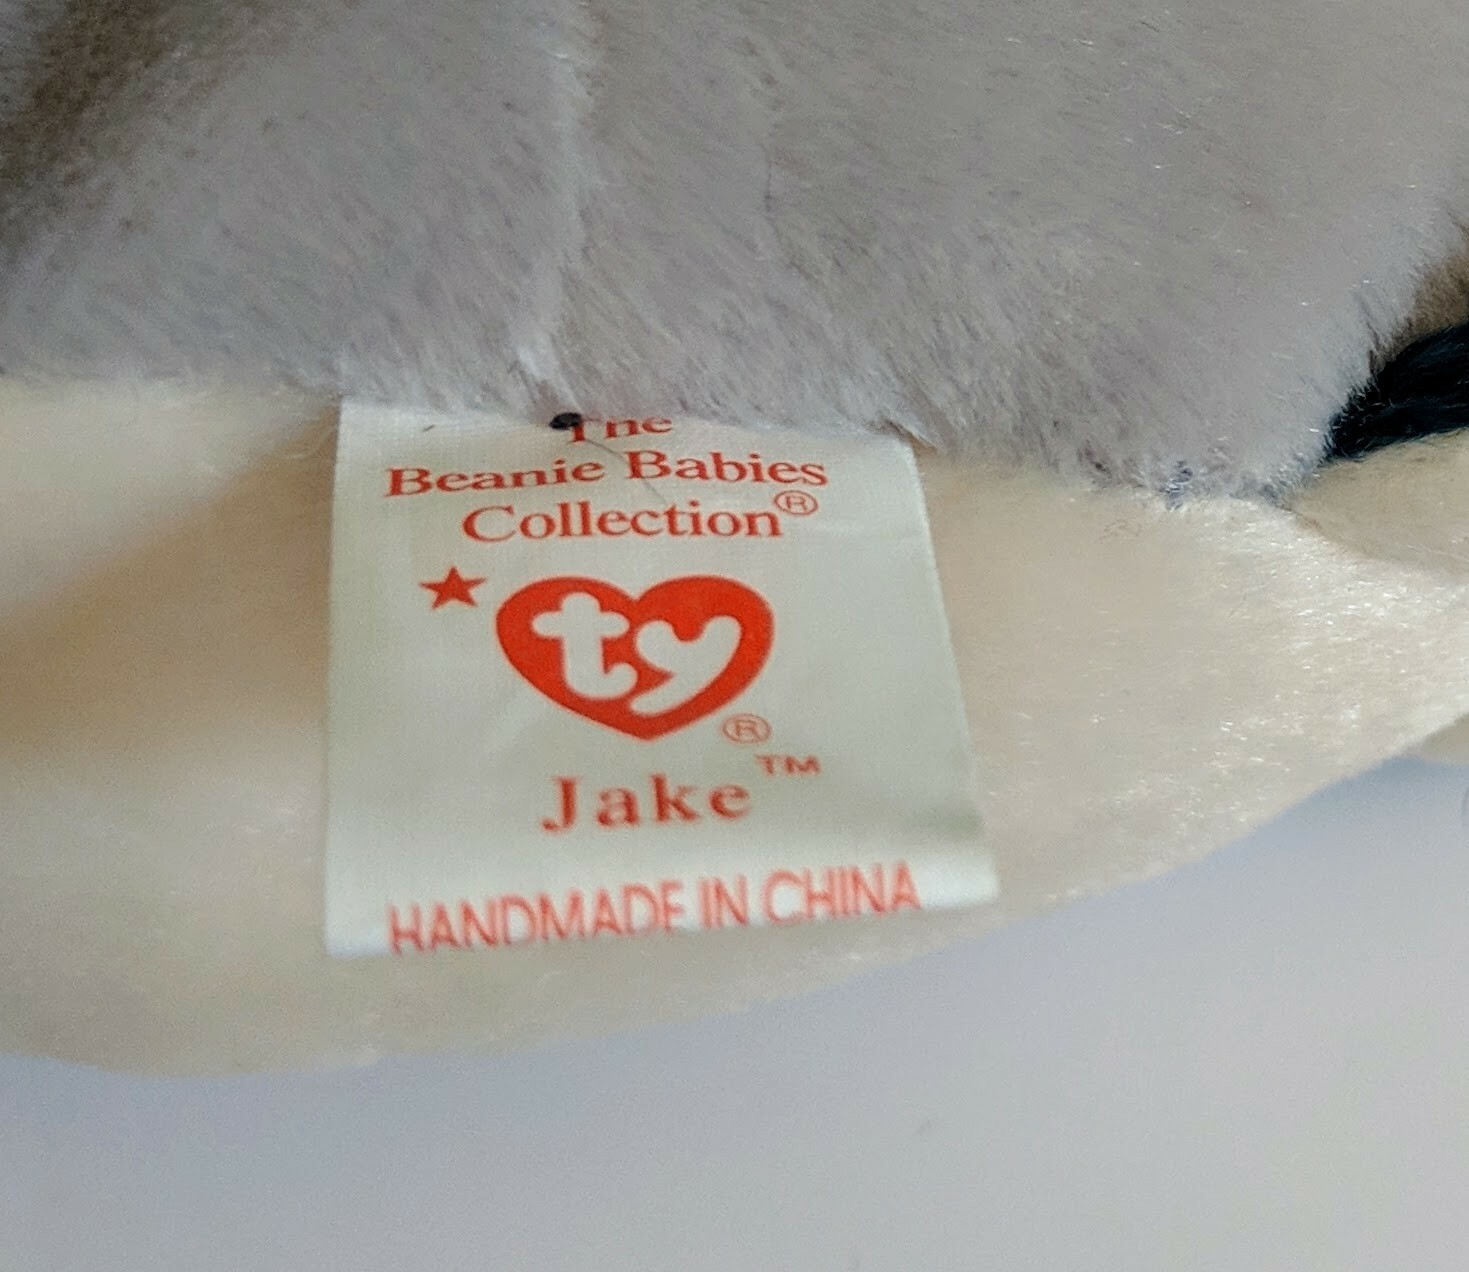 The
Beanie Babies
Collection®
★
ty
®
Jake™
HANDMADE IN CHINA